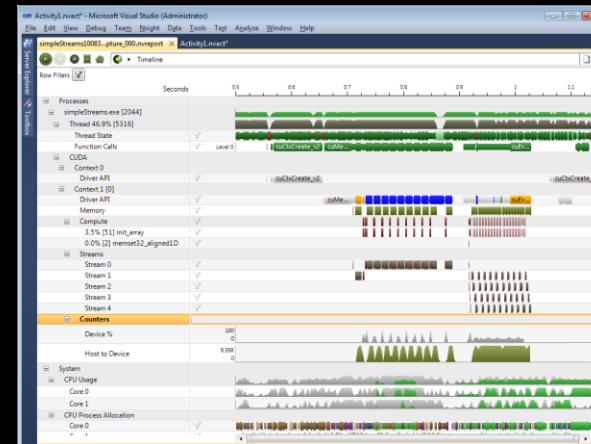 Activity1.nvact* - Microsoft Visual Studio (Administrator)
File Edit View Debug Team Nsight Data Tools Test Analyze Window Help
simpleStreams10083...pture_000.nvreport Activity1.nvact*
Server Explorer
Toolbox
Timeline
Row Filters
Seconds 0.5 0.6 0.7 0.8 0.9 1 1.1
Processes
simpleStreams.exe [2044]
Thread 46.9% [5316]
Thread State
Function Calls Level 0 cuCtxCreate_v2 cuMe... cuEv...
CUDA
Context 0
Driver API cuCtxCreate_v2 cuCtxCreate
Context 1 [0]
Driver API cuMe... cuEv...
Memory
Compute
3.5% [51] init_array
0.0% [2] memset32_aligned1D
Streams
Stream 0
Stream 1
Stream 2
Stream 3
Stream 4
Counters
Device % 100 0
Host to Device 6358 0
System
CPU Usage
Core 0
Core 1
CPU Process Allocation
Core 0